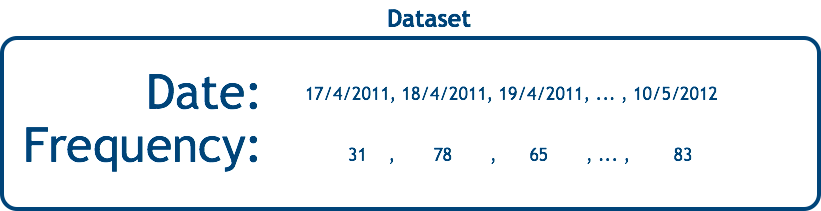 Dataset
Date: 17/4/2011, 18/4/2011, 19/4/2011, ... , 10/5/2012
Frequency: 31 , 78 , 65 , ... , 83